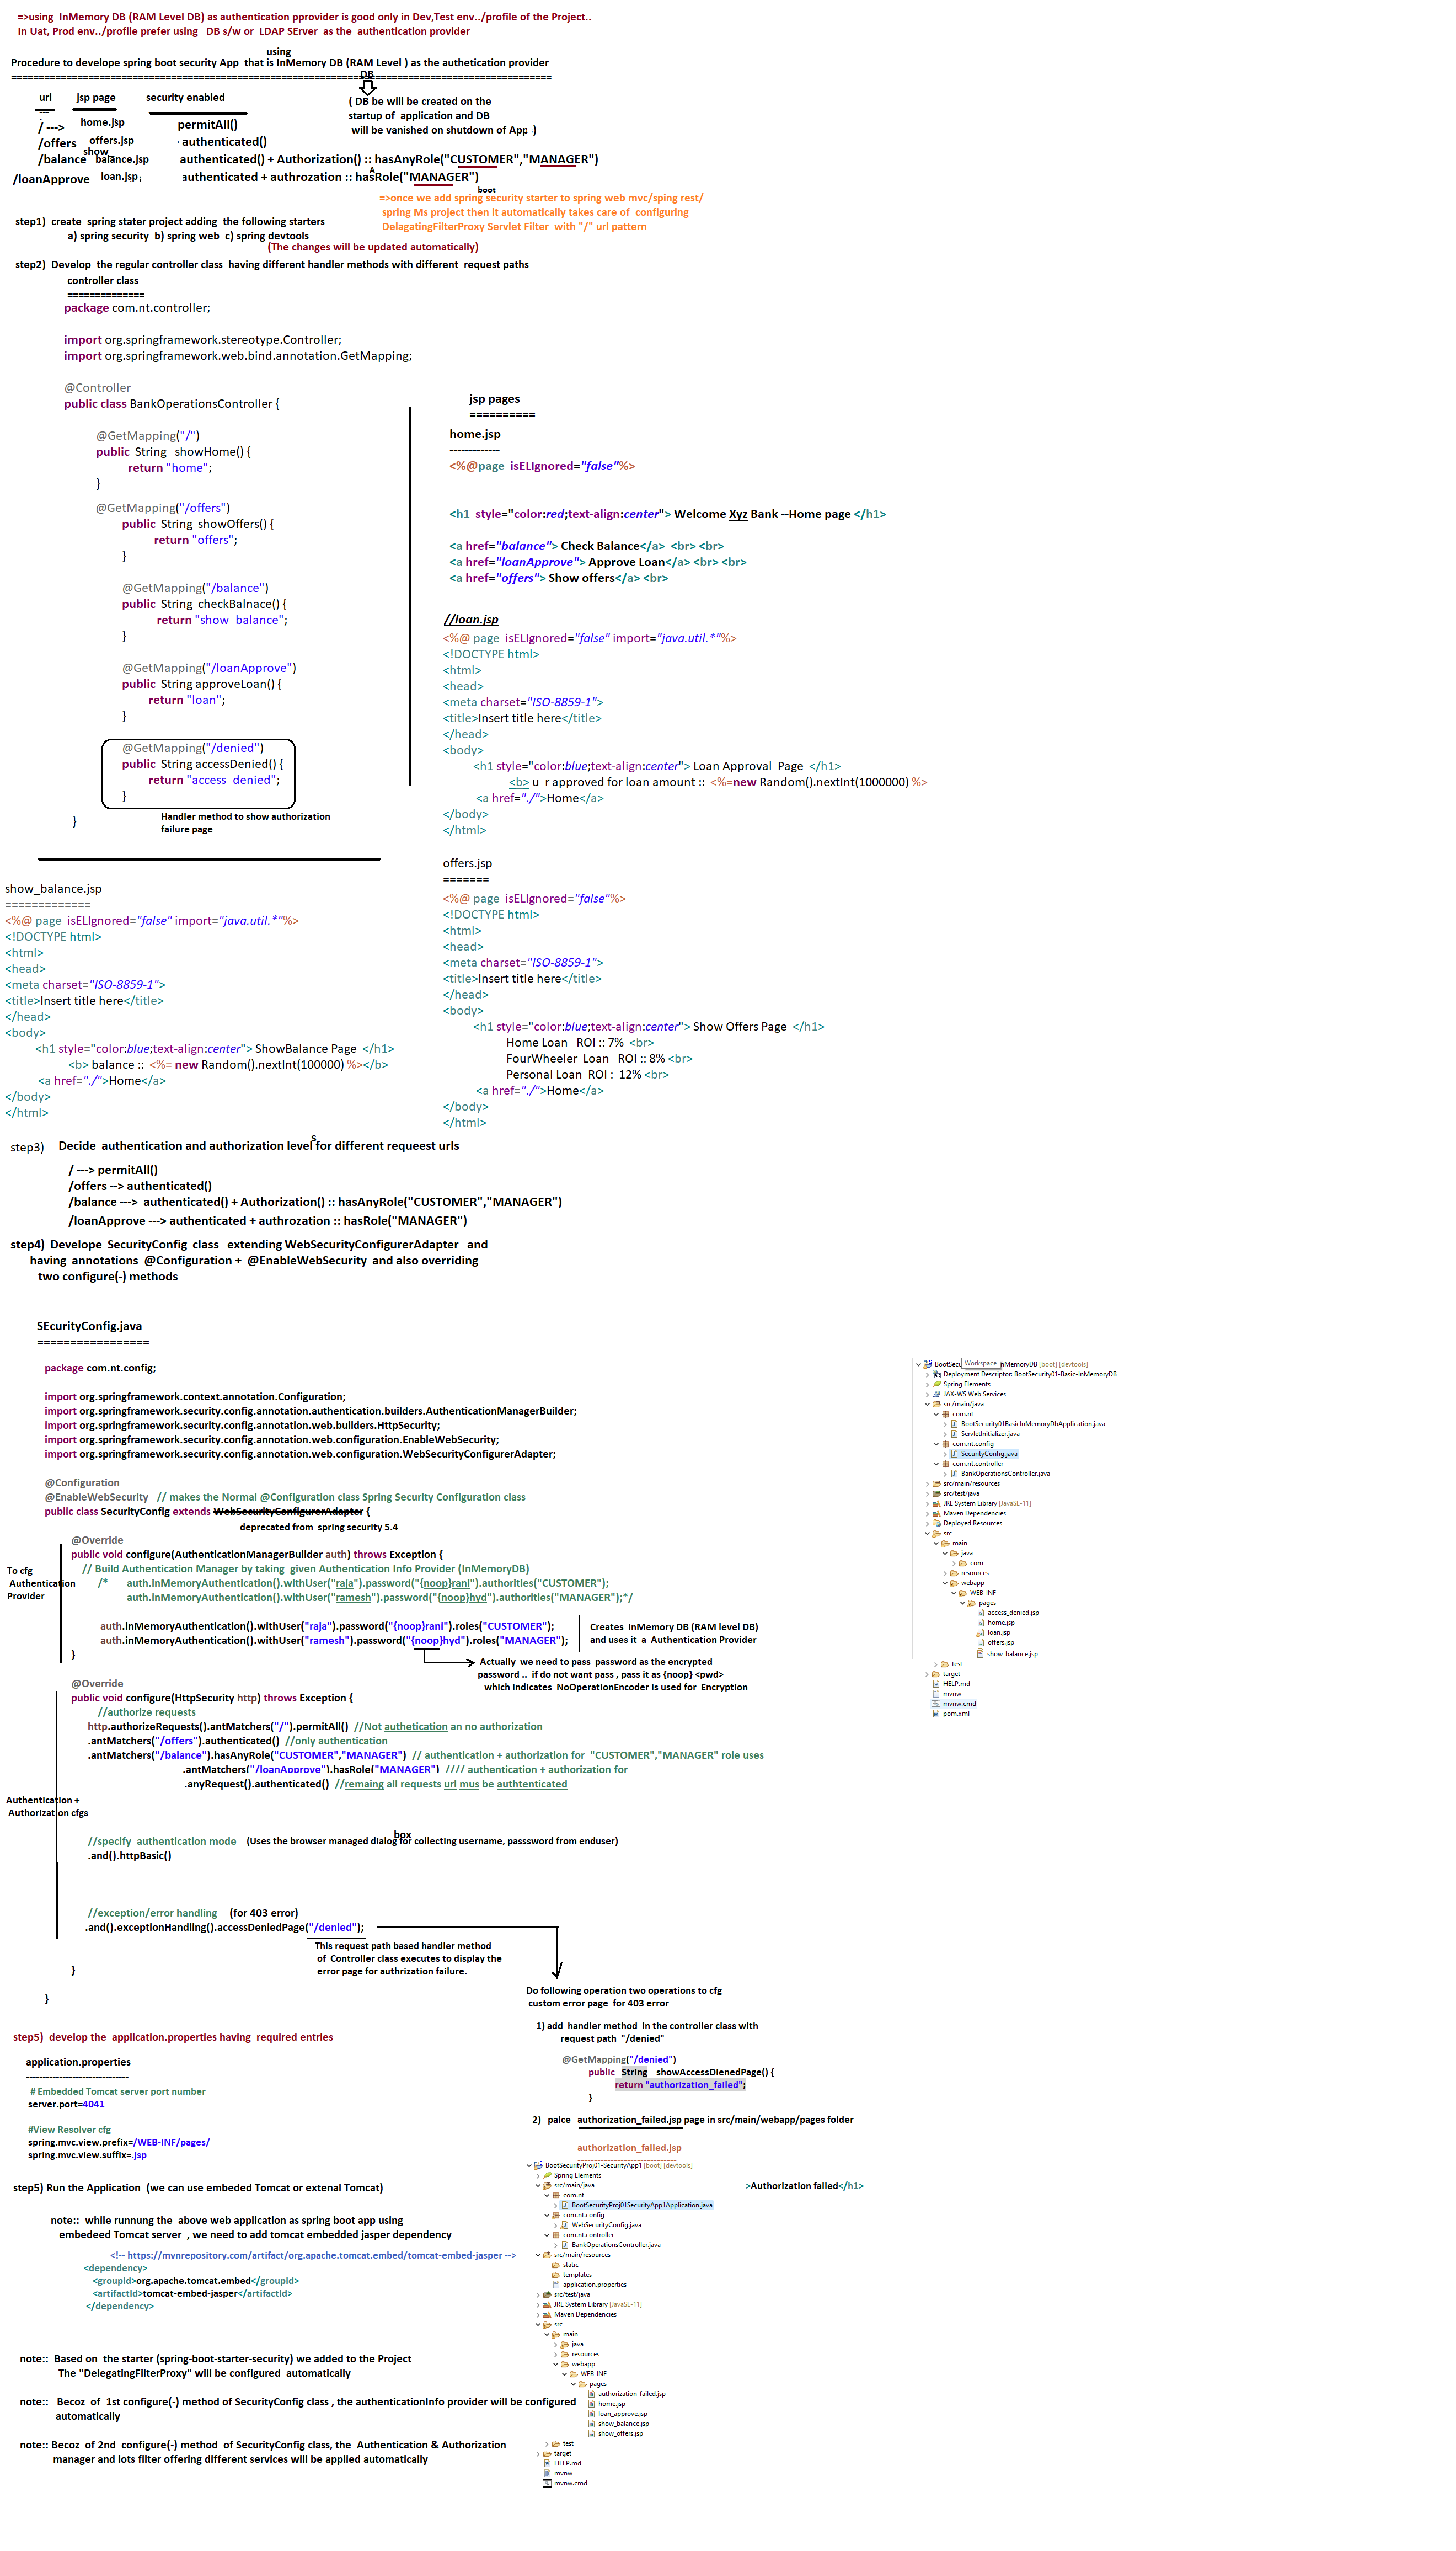 =>using InMemory DB (RAM Level DB) as authentication pprovider is good only in Dev,Test env../profile of the Project..
In Uat, Prod env../profile prefer using DB s/w or LDAP SErver as the authentication provider
using
Procedure to develope spring boot security App that is InMemory DB (RAM Level ) as the authetication provider
==========================================
DB
url jsp page security enabled
( DB be will be created on the
startup of application and DB
will be vanished on shutdown of App )
/ ---> home.jsp permitAll()
/offers offers.jsp authenticated()
show_
/balance balance.jsp authenticated() + Authorization() :: hasAnyRole("CUSTOMER","MANAGER")
A
/loanApprove loan.jsp authenticated + authrozation :: hasRole("MANAGER")
boot
=>once we add spring security starter to spring web mvc/sping rest/
spring Ms project then it automatically takes care of configuring
DelagatingFilterProxy Servlet Filter with "/" url pattern
step1) create spring stater project adding the following starters
a) spring security b) spring web c) spring devtools
(The changes will be updated automatically)
step2) Develop the regular controller class having different handler methods with different request paths
controller class
==============
package com.nt.controller;
import org.springframework.stereotype.Controller;
import org.springframework.web.bind.annotation.GetMapping;
@Controller
public class BankOperationsController {
@GetMapping("/")
public String showHome() {
return "home";
}
@GetMapping("/offers")
public String showOffers() {
return "offers";
}
@GetMapping("/balance")
public String checkBalnace() {
return "show_balance";
}
@GetMapping("/loanApprove")
public String approveLoan() {
return "loan";
}
@GetMapping("/denied")
public String accessDenied() {
return "access_denied";
}
}
Handler method to show authorization
failure page
jsp pages
==========
home.jsp
-------------
<%@page isELIgnored="false"%>
<h1 style="color:red;text-align:center"> Welcome Xyz Bank --Home page </h1>
<a href="balance"> Check Balance</a> <br> <br>
<a href="loanApprove"> Approve Loan</a> <br> <br>
<a href="offers"> Show offers</a> <br>
//loan.jsp
<%@ page isELIgnored="false" import="java.util.*"%>
<!DOCTYPE html>
<html>
<head>
<meta charset="ISO-8859-1">
<title>Insert title here</title>
</head>
<body>
<h1 style="color:blue;text-align:center"> Loan Approval Page </h1>
<b> u r approved for loan amount :: <%=new Random().nextInt(1000000) %>
<a href="./">Home</a>
</body>
</html>
offers.jsp
=======
<%@ page isELIgnored="false"%>
<!DOCTYPE html>
<html>
<head>
<meta charset="ISO-8859-1">
<title>Insert title here</title>
</head>
<body>
<h1 style="color:blue;text-align:center"> Show Offers Page </h1>
Home Loan ROI :: 7% <br>
FourWheeler Loan ROI :: 8% <br>
Personal Loan ROI : 12% <br>
<a href="./">Home</a>
</body>
</html>
show_balance.jsp
=============
<%@ page isELIgnored="false" import="java.util.*"%>
<!DOCTYPE html>
<html>
<head>
<meta charset="ISO-8859-1">
<title>Insert title here</title>
</head>
<body>
<h1 style="color:blue;text-align:center"> ShowBalance Page </h1>
<b> balance :: <%= new Random().nextInt(100000) %></b>
<a href="./">Home</a>
</body>
</html>
s
step3) Decide authentication and authorization level for different requeest urls
/ ---> permitAll()
/offers --> authenticated()
/balance ---> authenticated() + Authorization() :: hasAnyRole("CUSTOMER","MANAGER")
/loanApprove ---> authenticated + authrozation :: hasRole("MANAGER")
step4) Develope SecurityConfig class extending WebSecurityConfigurerAdapter and
having annotations @Configuration + @EnableWebSecurity and also overriding
two configure(-) methods
SEcurityConfig.java
=================
package com.nt.config;
import org.springframework.context.annotation.Configuration;
import org.springframework.security.config.annotation.authentication.builders.AuthenticationManagerBuilder;
import org.springframework.security.config.annotation.web.builders.HttpSecurity;
import org.springframework.security.config.annotation.web.configuration.EnableWebSecurity;
import org.springframework.security.config.annotation.web.configuration.WebSecurityConfigurerAdapter;
@Configuration
@EnableWebSecurity // makes the Normal @Configuration class Spring Security Configuration class
public class SecurityConfig extends WebSecurityConfigurerAdapter {
deprecated from spring security 5.4
@Override
public void configure(AuthenticationManagerBuilder auth) throws Exception {
// Build Authentication Manager by taking given Authentication Info Provider (InMemoryDB)
/* auth.inMemoryAuthentication().withUser("raja").password("{noop}rani").authorities("CUSTOMER");
auth.inMemoryAuthentication().withUser("ramesh").password("{noop}hyd").authorities("MANAGER");*/
To cfg
Authentication
Provider
auth.inMemoryAuthentication().withUser("raja").password("{noop}rani").roles("CUSTOMER");
auth.inMemoryAuthentication().withUser("ramesh").password("{noop}hyd").roles("MANAGER");
}
Creates InMemory DB (RAM level DB)
and uses it a Authentication Provider
Actually we need to pass password as the encrypted
password .. if do not want pass , pass it as {noop} <pwd>
which indicates NoOperationEncoder is used for Encryption
@Override
public void configure(HttpSecurity http) throws Exception {
//authorize requests
http.authorizeRequests().antMatchers("/").permitAll() //Not authetication an no authorization
.antMatchers("/offers").authenticated() //only authentication
.antMatchers("/balance").hasAnyRole("CUSTOMER","MANAGER") // authentication + authorization for "CUSTOMER","MANAGER" role uses
.antMatchers("/loanApprove").hasRole("MANAGER") //// authentication + authorization for
.anyRequest().authenticated() //remaing all requests url mus be authtenticated
Authentication +
Authorization cfgs
box
//specify authentication mode (Uses the browser managed dialog for collecting username, passsword from enduser)
.and().httpBasic()
//exception/error handling (for 403 error)
.and().exceptionHandling().accessDeniedPage("/denied");
This request path based handler method
of Controller class executes to display the
error page for authrization failure.
}
}
Do following operation two operations to cfg
custom error page for 403 error
1) add handler method in the controller class with
request path "/denied"
@GetMapping("/denied")
public String showAccessDienedPage() {
return "authorization_failed";
}
2) palce authorization_failed.jsp page in src/main/webapp/pages folder
authorization_failed.jsp
>Authorization failed</h1>
step5) develop the application.properties having required entries
application.properties
-------------------------------
# Embedded Tomcat server port number
server.port=4041
#View Resolver cfg
spring.mvc.view.prefix=/WEB-INF/pages/
spring.mvc.view.suffix=.jsp
step5) Run the Application (we can use embeded Tomcat or extenal Tomcat)
note:: while runnung the above web application as spring boot app using
embedeed Tomcat server , we need to add tomcat embedded jasper dependency
<!-- https://mvnrepository.com/artifact/org.apache.tomcat.embed/tomcat-embed-jasper -->
<dependency>
<groupId>org.apache.tomcat.embed</groupId>
<artifactId>tomcat-embed-jasper</artifactId>
</dependency>
note:: Based on the starter (spring-boot-starter-security) we added to the Project
The "DelegatingFilterProxy" will be configured automatically
note:: Becoz of 1st configure(-) method of SecurityConfig class , the authenticationInfo provider will be configured
automatically
note:: Becoz of 2nd configure(-) method of SecurityConfig class, the Authentication & Authorization
manager and lots filter offering different services will be applied automatically
BootSecu Workspace nMemoryDB [boot] [devtools]
Deployment Descriptor: BootSecurity01-Basic-InMemoryDB
Spring Elements
JAX-WS Web Services
src/main/java
com.nt
BootSecurity01BasicInMemoryDbApplication.java
ServletInitializer.java
com.nt.config
SecurityConfig.java
com.nt.controller
BankOperationsController.java
src/main/resources
src/test/java
JRE System Library [JavaSE-11]
Maven Dependencies
Deployed Resources
src
main
java
com
resources
webapp
WEB-INF
pages
access_denied.jsp
home.jsp
loan.jsp
offers.jsp
show_balance.jsp
test
target
HELP.md
mvnw
mvnw.cmd
pom.xml
BootSecurityProj01-SecurityApp1 [boot] [devtools]
Spring Elements
src/main/java
com.nt
BootSecurityProj01SecurityApp1Application.java
com.nt.config
WebSecurityConfig.java
com.nt.controller
BankOperationsController.java
src/main/resources
static
templates
application.properties
src/test/java
JRE System Library [JavaSE-11]
Maven Dependencies
src
main
java
resources
webapp
WEB-INF
pages
authorization_failed.jsp
home.jsp
loan_approve.jsp
show_balance.jsp
show_offers.jsp
test
target
HELP.md
mvnw
mvnw.cmd